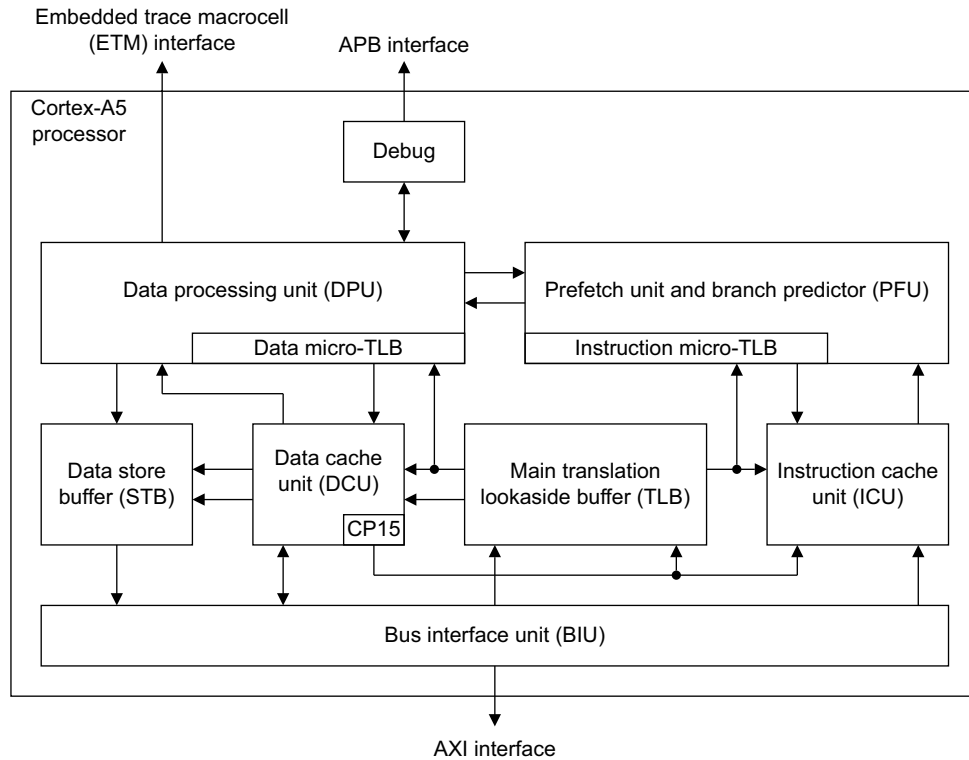 Embedded trace macrocell
(ETM) interface
APB interface
Cortex-A5
processor
Debug
Data processing unit (DPU)
Prefetch unit and branch predictor (PFU)
Data micro-TLB
Instruction micro-TLB
Data store
buffer (STB)
Data cache
unit (DCU)
CP15
Main translation
lookaside buffer (TLB)
Instruction cache
unit (ICU)
Bus interface unit (BIU)
AXI interface